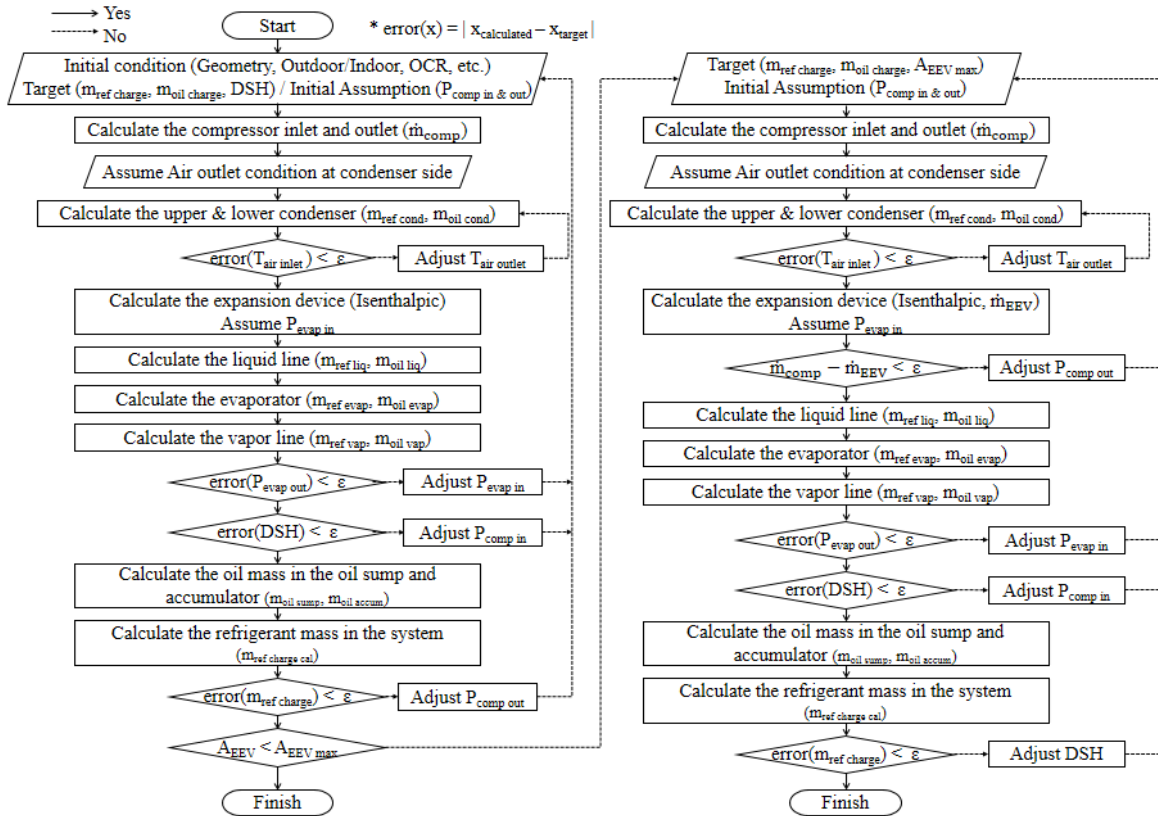 Yes
No
Start
* error(x) = | x_calculated − x_target |
Initial condition (Geometry, Outdoor/Indoor, OCR, etc.)
Target (m_ref charge, m_oil charge, DSH) / Initial Assumption (P_comp in & out)
Calculate the compressor inlet and outlet (ṁ_comp)
Assume Air outlet condition at condenser side
Calculate the upper & lower condenser (m_ref cond, m_oil cond)
error(T_air inlet) < ε
Adjust T_air outlet
Calculate the expansion device (Isenthalpic)
Assume P_evap in
Calculate the liquid line (m_ref liq, m_oil liq)
Calculate the evaporator (m_ref evap, m_oil evap)
Calculate the vapor line (m_ref vap, m_oil vap)
error(P_evap out) < ε
Adjust P_evap in
error(DSH) < ε
Adjust P_comp in
Calculate the oil mass in the oil sump and
accumulator (m_oil sump, m_oil accum)
Calculate the refrigerant mass in the system
(m_ref charge cal)
error(m_ref charge) < ε
Adjust P_comp out
A_EEV < A_EEV max
Finish
Target (m_ref charge, m_oil charge, A_EEV max)
Initial Assumption (P_comp in & out)
Calculate the compressor inlet and outlet (ṁ_comp)
Assume Air outlet condition at condenser side
Calculate the upper & lower condenser (m_ref cond, m_oil cond)
error(T_air inlet) < ε
Adjust T_air outlet
Calculate the expansion device (Isenthalpic, ṁ_EEV)
Assume P_evap in
ṁ_comp − ṁ_EEV < ε
Adjust P_comp out
Calculate the liquid line (m_ref liq, m_oil liq)
Calculate the evaporator (m_ref evap, m_oil evap)
Calculate the vapor line (m_ref vap, m_oil vap)
error(P_evap out) < ε
Adjust P_evap in
error(DSH) < ε
Adjust P_comp in
Calculate the oil mass in the oil sump and
accumulator (m_oil sump, m_oil accum)
Calculate the refrigerant mass in the system
(m_ref charge cal)
error(m_ref charge) < ε
Adjust DSH
Finish